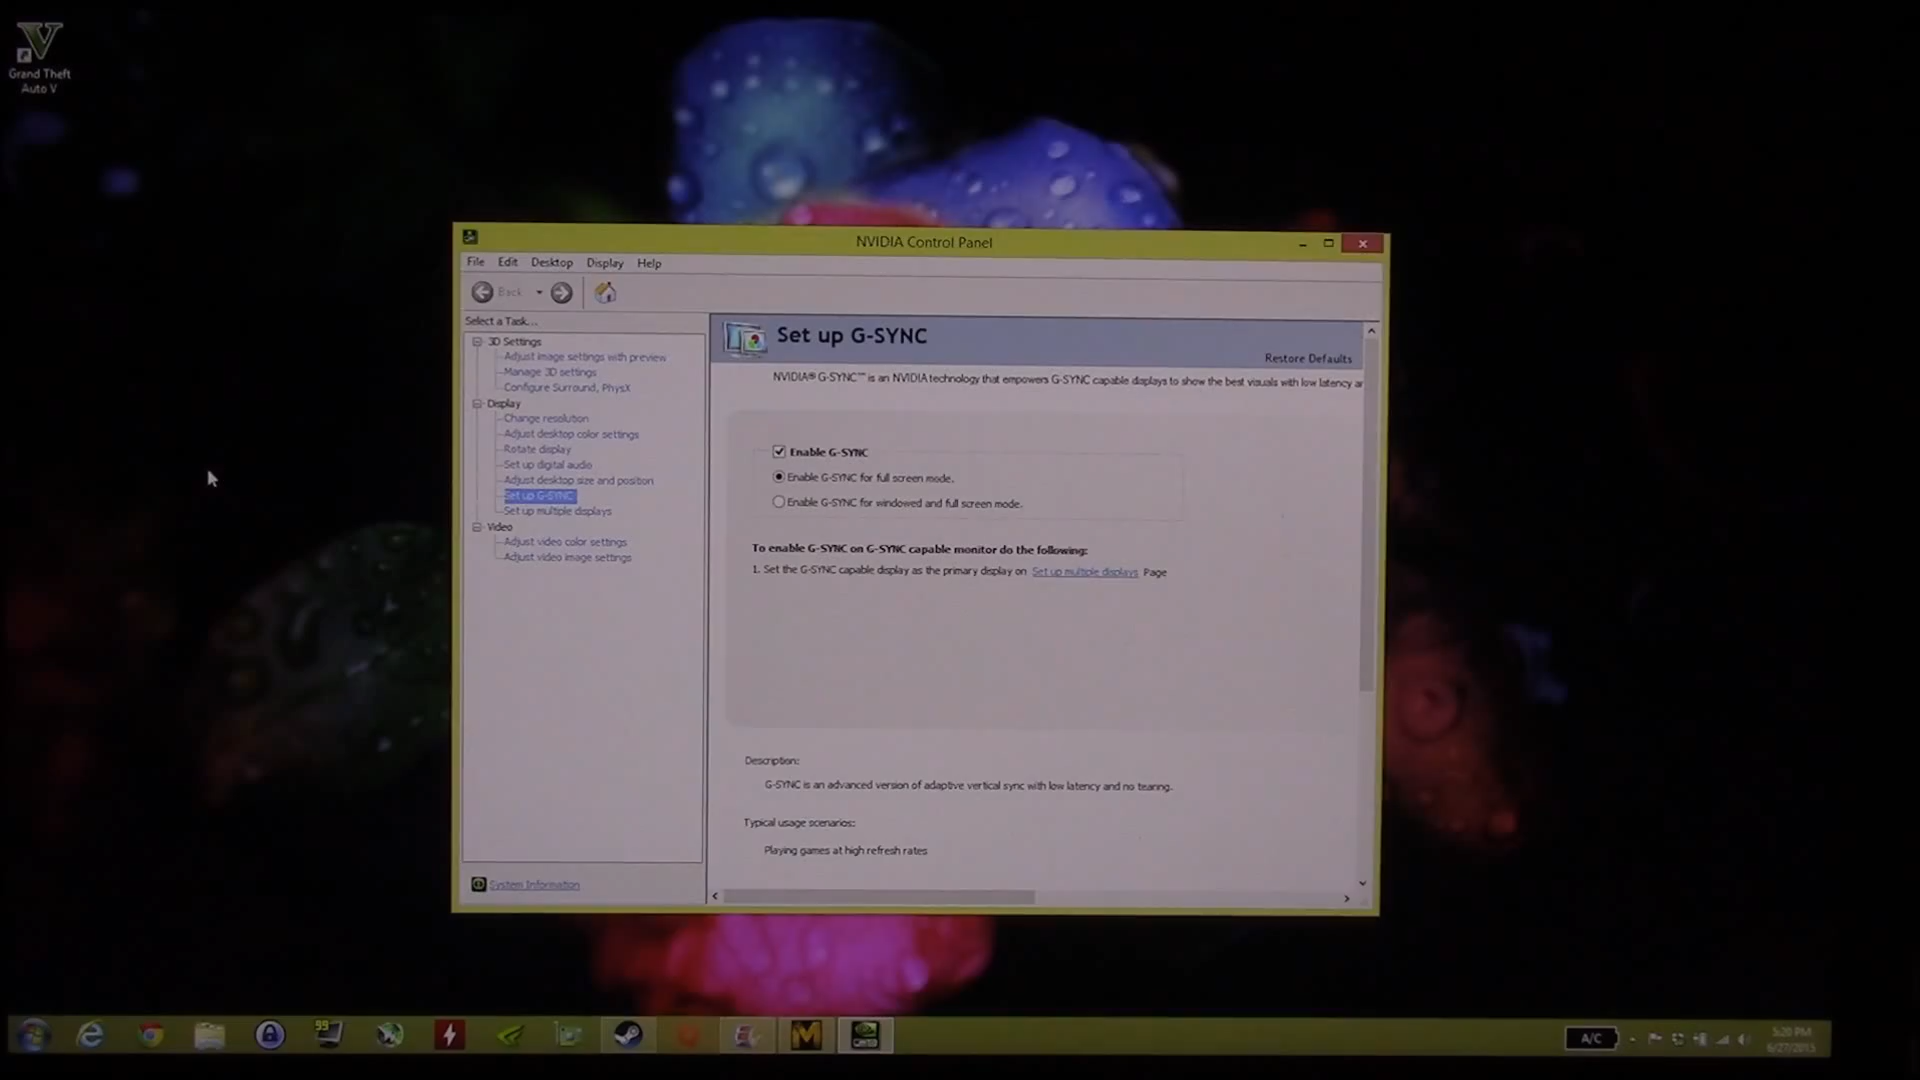 Grand Theft
Auto V
NVIDIA Control Panel
File Edit Desktop Display Help
Back
Select a Task...
3D Settings
Adjust image settings with preview
Manage 3D settings
Configure Surround, PhysX
Display
Change resolution
Adjust desktop color settings
Rotate display
Set up digital audio
Adjust desktop size and position
Set up G-SYNC
Set up multiple displays
Video
Adjust video color settings
Adjust video image settings
System Information
Set up G-SYNC
Restore Defaults
NVIDIA® G-SYNC™ is an NVIDIA technology that empowers G-SYNC capable displays to show the best visuals with low latency ar
Enable G-SYNC
Enable G-SYNC for full screen mode.
Enable G-SYNC for windowed and full screen mode.
To enable G-SYNC on G-SYNC capable monitor do the following:
1. Set the G-SYNC capable display as the primary display on Set up multiple displays Page
Description:
G-SYNC is an advanced version of adaptive vertical sync with low latency and no tearing.
Typical usage scenarios:
Playing games at high refresh rates
99
A/C
5:20 PM
6/27/2015